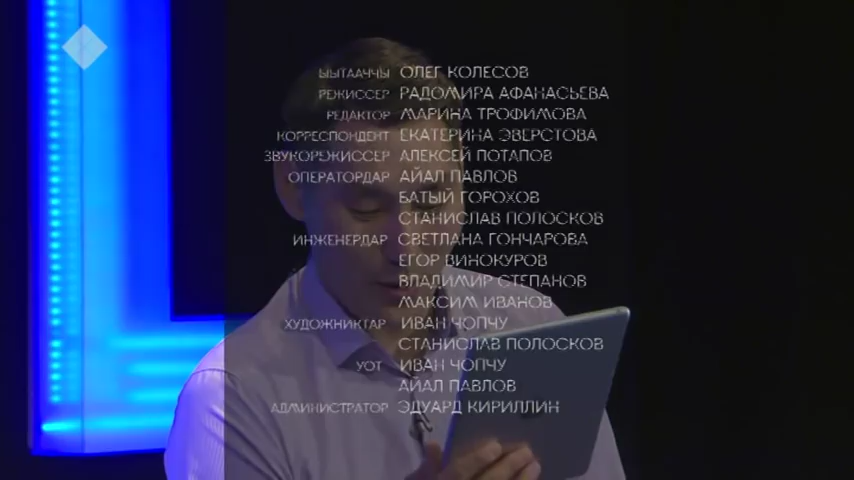 ЫЫТААЧЧЫ ОЛЕГ КОЛЕСОВ
РЕЖИССЕР РАДОМИРА АФАНАСЬЕВА
РЕДАКТОР МАРИНА ТРОФИМОВА
КОРРЕСПОНДЕНТ ЕКАТЕРИНА ЭВЕРСТОВА
ЗВУКОРЕЖИССЕР АЛЕКСЕЙ ПОТАПОВ
ОПЕРАТОРДАР АЙАЛ ПАВЛОВ
БАТЫЙ ГОРОХОВ
СТАНИСЛАВ ПОЛОСКОВ
ИНЖЕНЕРДАР СВЕТЛАНА ГОНЧАРОВА
ЕГОР ВИНОКУРОВ
ВЛАДИМИР СТЕПАНОВ
МАКСИМ ИВАНОВ
ХУДОЖНИКТАР ИВАН ЧОПЧУ
СТАНИСЛАВ ПОЛОСКОВ
УОТ ИВАН ЧОПЧУ
АЙАЛ ПАВЛОВ
АДМИНИСТРАТОР ЭДУАРД КИРИЛЛИН